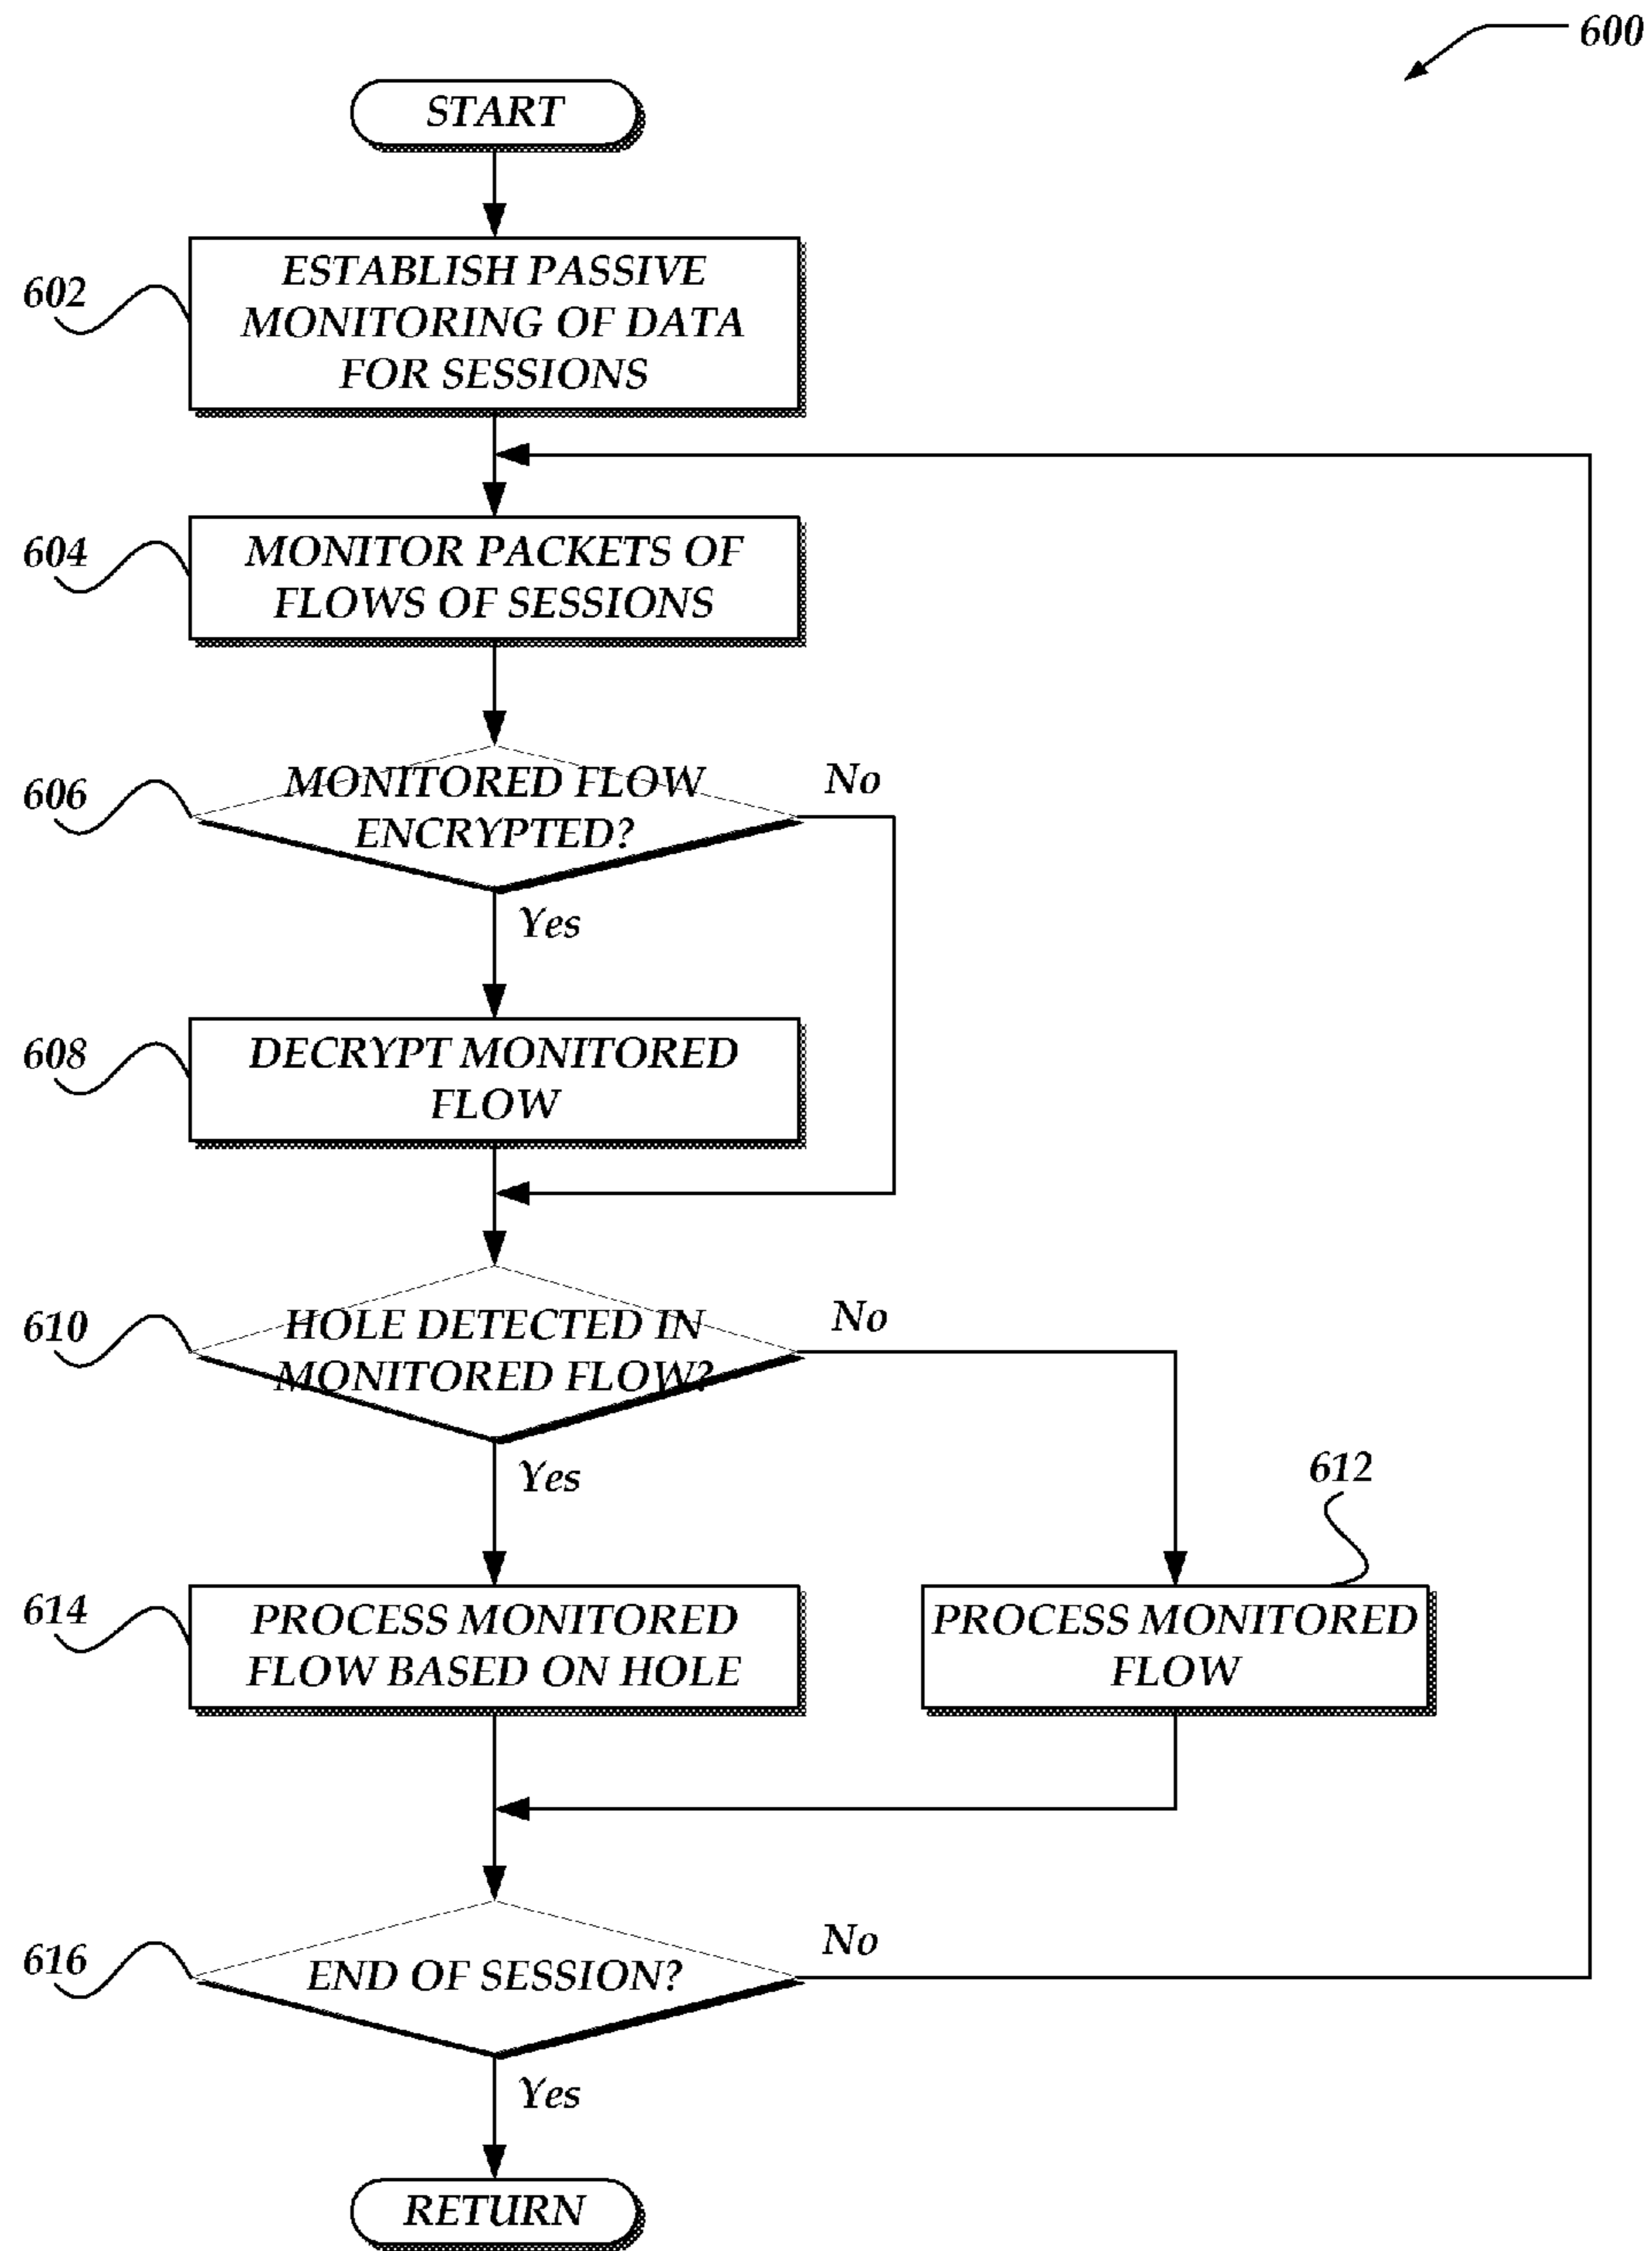 600
START
602
ESTABLISH PASSIVE
MONITORING OF DATA
FOR SESSIONS
604
MONITOR PACKETS OF
FLOWS OF SESSIONS
606
MONITORED FLOW
ENCRYPTED?
No
Yes
608
DECRYPT MONITORED
FLOW
610
HOLE DETECTED IN
MONITORED FLOW?
No
Yes
612
614
PROCESS MONITORED
FLOW BASED ON HOLE
PROCESS MONITORED
FLOW
616
END OF SESSION?
No
Yes
RETURN